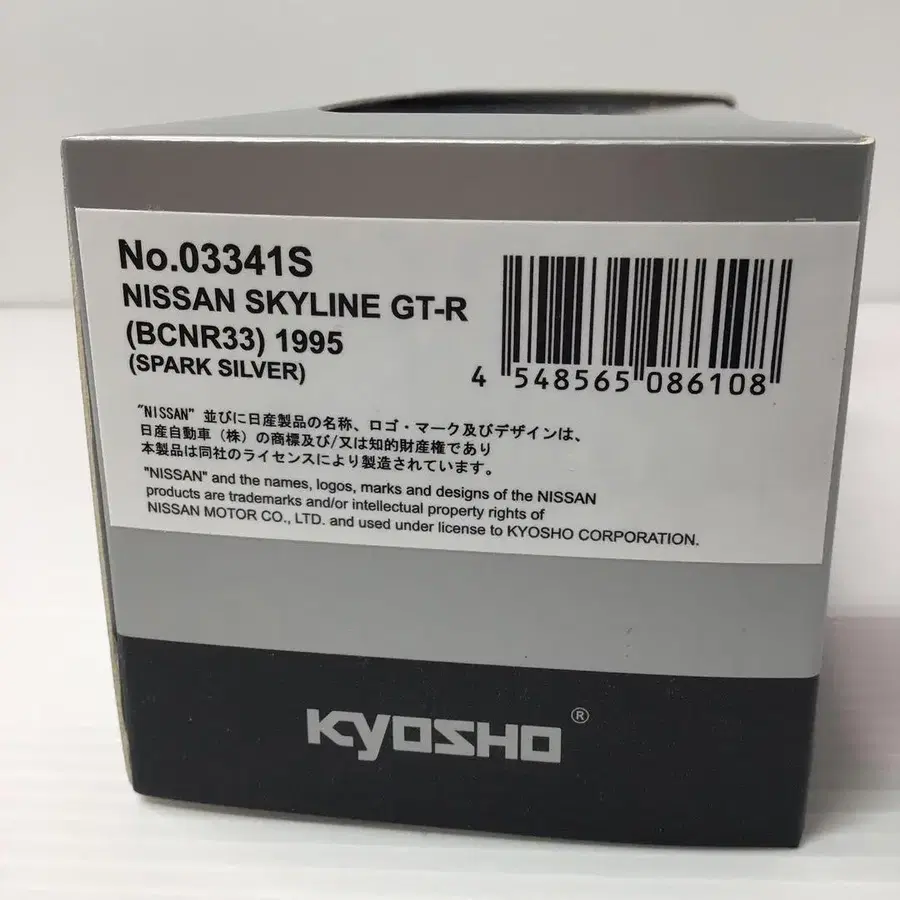 No.03341S
NISSAN SKYLINE GT-R
(BCNR33) 1995
(SPARK SILVER)
4 548565 086108
"NISSAN" 並びに日産製品の名称、ロゴ・マーク及びデザインは、
日産自動車（株）の商標及び/又は知的財産権であり
本製品は同社のライセンスにより製造されています。
"NISSAN" and the names, logos, marks and designs of the NISSAN
products are trademarks and/or intellectual property rights of
NISSAN MOTOR CO., LTD. and used under license to KYOSHO CORPORATION.
KYOSHO®